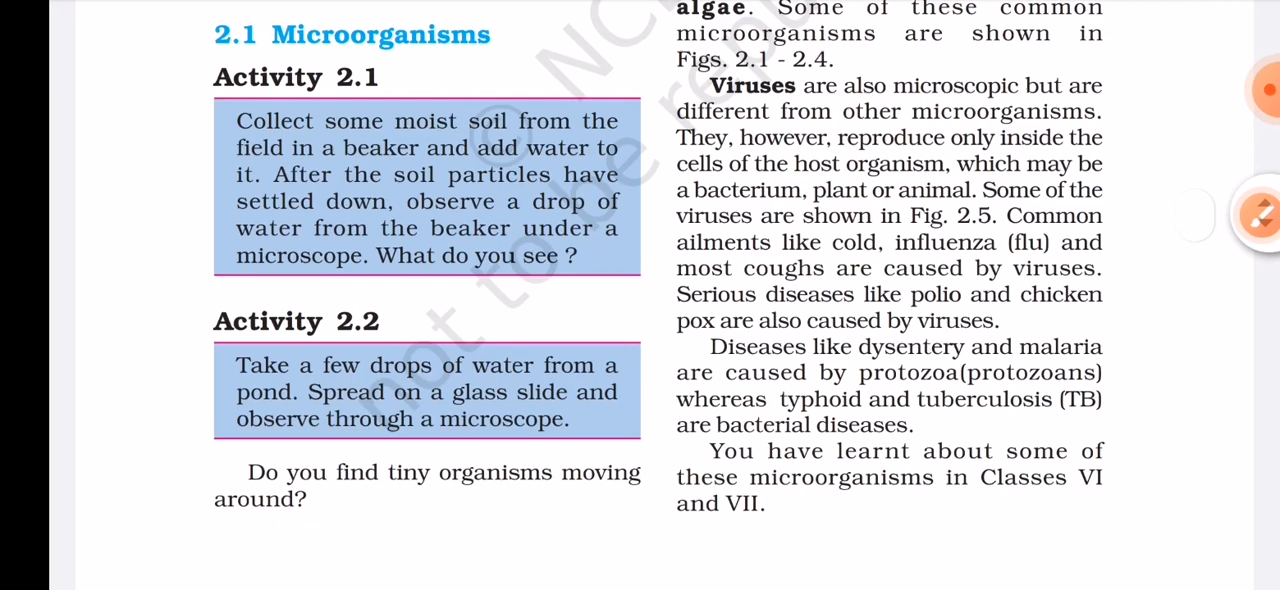 2.1 Microorganisms
Activity 2.1
Collect some moist soil from the
field in a beaker and add water to
it. After the soil particles have
settled down, observe a drop of
water from the beaker under a
microscope. What do you see ?
Activity 2.2
Take a few drops of water from a
pond. Spread on a glass slide and
observe through a microscope.
Do you find tiny organisms moving
around?
algae. Some of these common
microorganisms are shown in
Figs. 2.1 - 2.4.
Viruses are also microscopic but are
different from other microorganisms.
They, however, reproduce only inside the
cells of the host organism, which may be
a bacterium, plant or animal. Some of the
viruses are shown in Fig. 2.5. Common
ailments like cold, influenza (flu) and
most coughs are caused by viruses.
Serious diseases like polio and chicken
pox are also caused by viruses.
Diseases like dysentery and malaria
are caused by protozoa(protozoans)
whereas typhoid and tuberculosis (TB)
are bacterial diseases.
You have learnt about some of
these microorganisms in Classes VI
and VII.
© NC
not to be rep